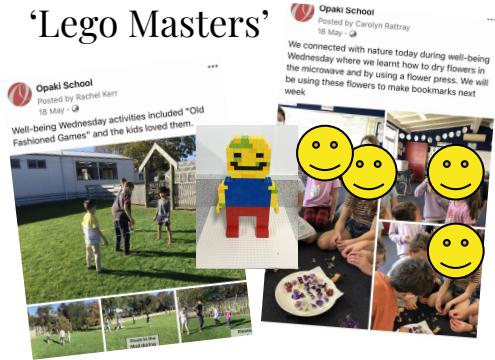 ‘Lego Masters’
Opaki School
Posted by Rachel Kerr
18 May
Well-being Wednesday activities included "Old
Fashioned Games" and the kids loved them.
Opaki School
Posted by Carolyn Rattray
18 May
We connected with nature today during well-being
Wednesday where we learnt how to dry flowers in
the microwave and by using a flower press. We will
be using these flowers to make bookmarks next
week